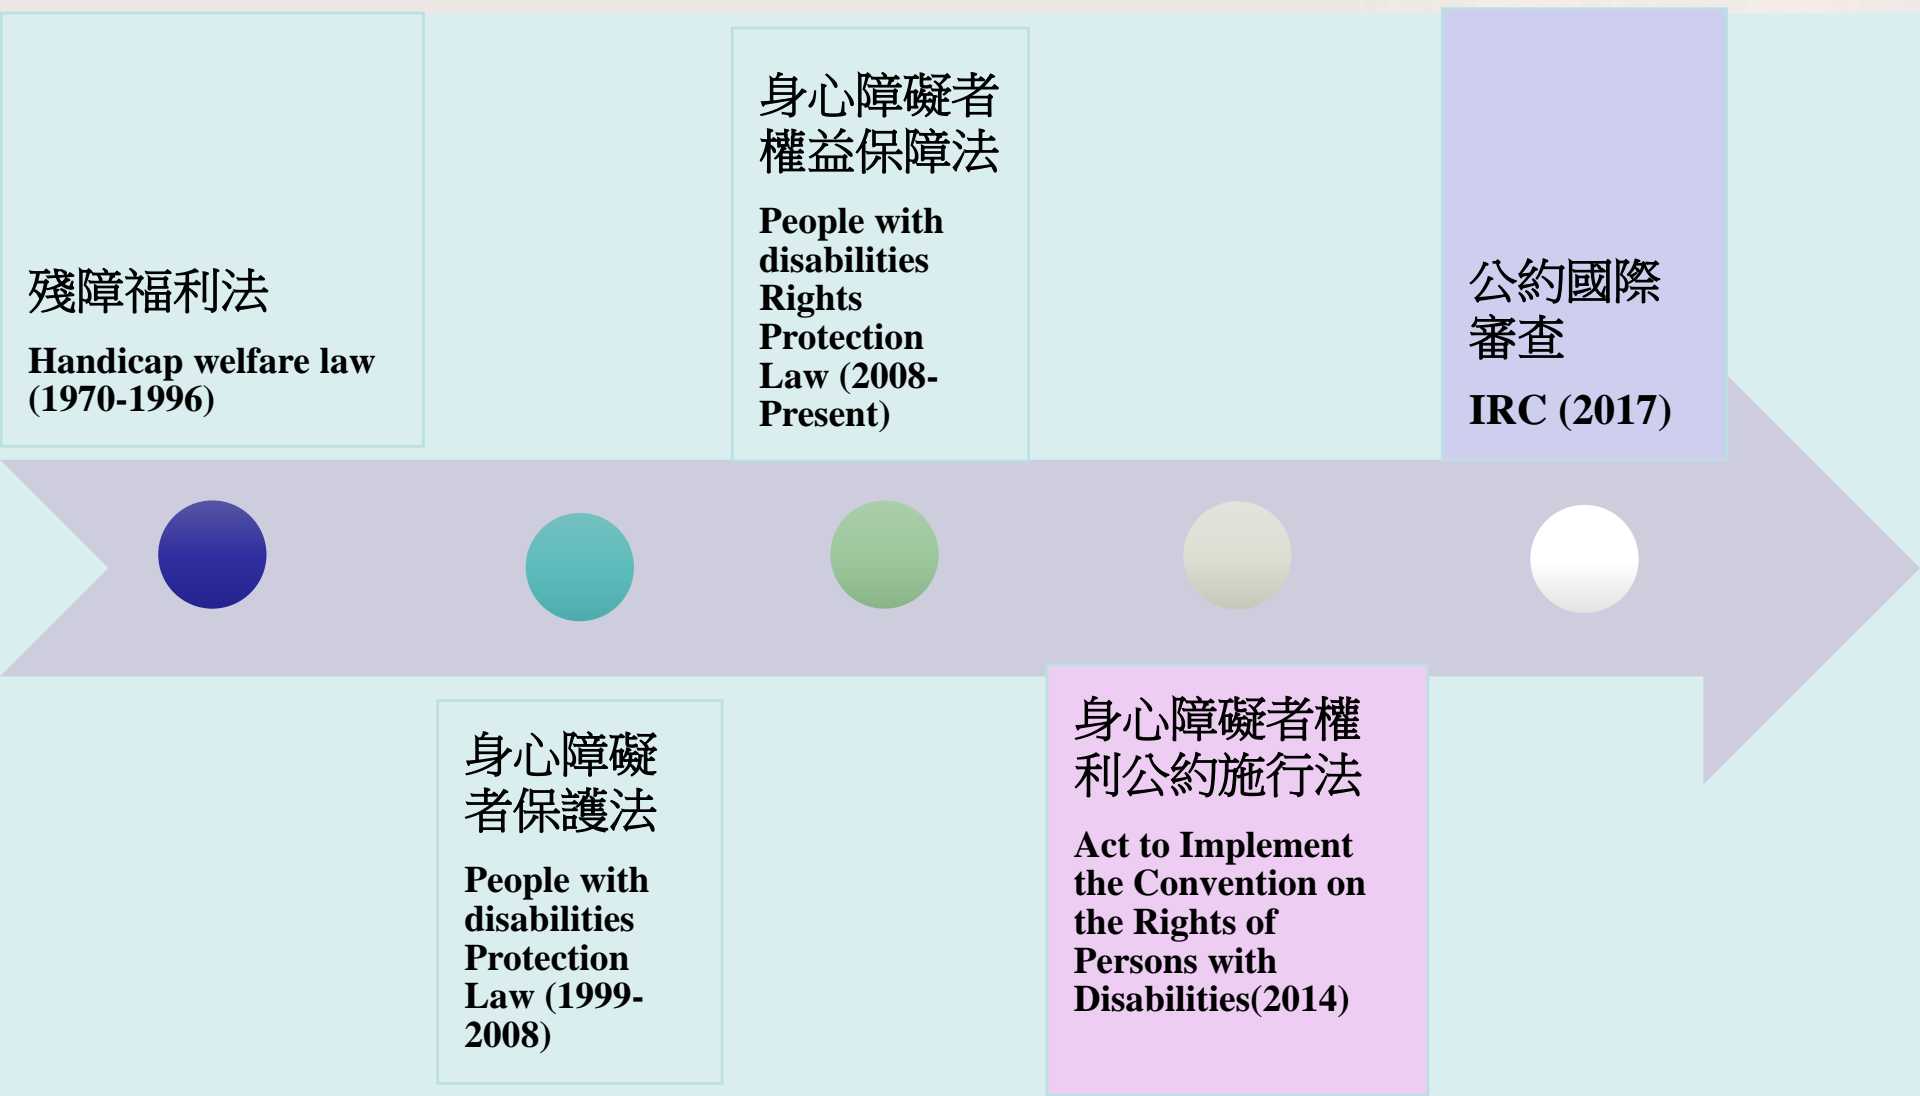 殘障福利法
Handicap welfare law
(1970-1996)
身心障礙
者保護法
People with
disabilities
Protection
Law (1999-
2008)
身心障礙者
權益保障法
People with
disabilities
Rights
Protection
Law (2008-
Present)
身心障礙者權
利公約施行法
Act to Implement
the Convention on
the Rights of
Persons with
Disabilities(2014)
公約國際
審查
IRC (2017)